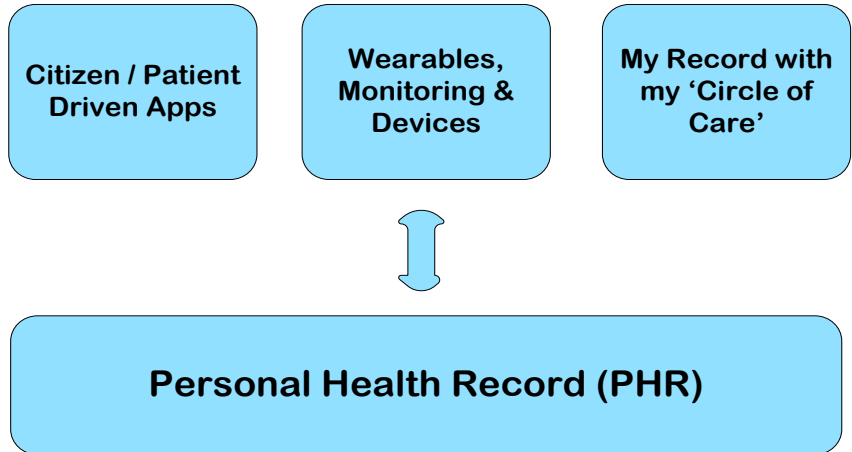 Citizen / Patient
Driven Apps
Wearables,
Monitoring &
Devices
My Record with
my ‘Circle of
Care’
Personal Health Record (PHR)